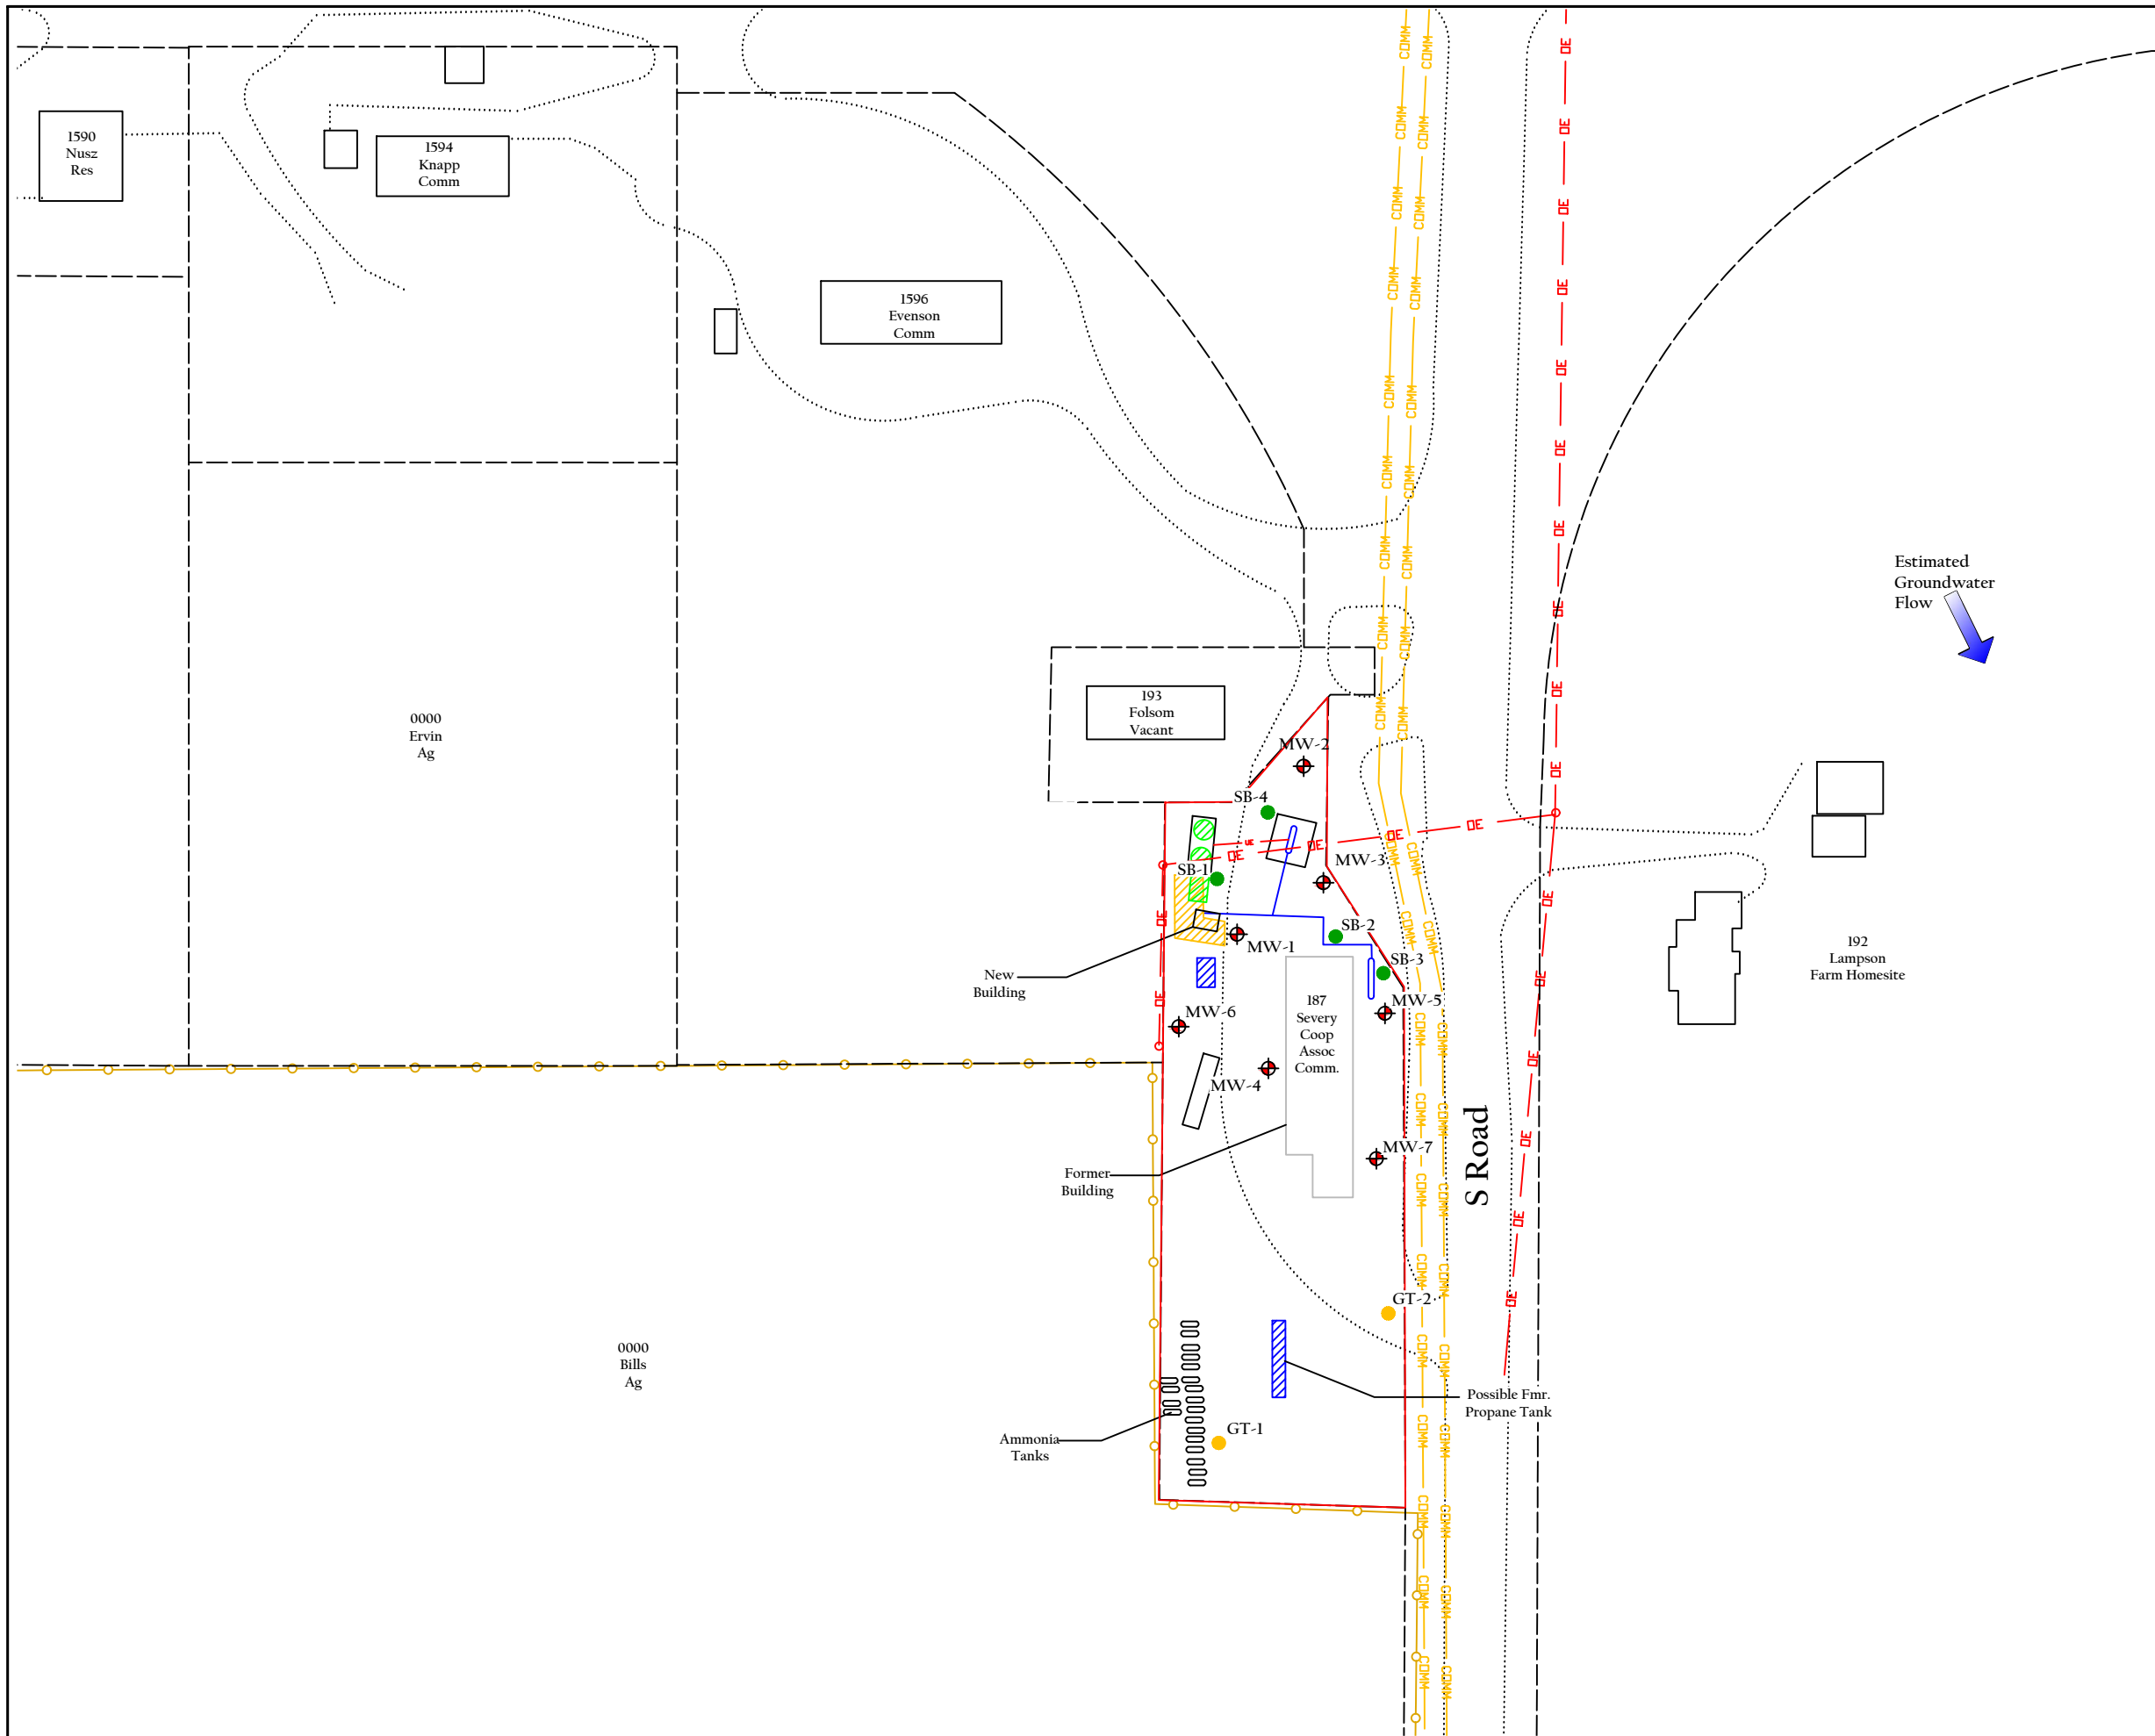 1590
Nusz
Res
1594
Knapp
Comm
1596
Evenson
Comm
Estimated
Groundwater
Flow
0000
Ervin
Ag
193
Folsom
Vacant
MW-2
SB-4
MW-3
SB-1
SB-2
MW-1
SB-3
New
Building
187
Severy
Coop
Assoc
Comm.
MW-5
MW-6
MW-4
192
Lampson
Farm Homesite
S Road
MW-7
Former
Building
GT-2
0000
Bills
Ag
Possible Fmr.
Propane Tank
GT-1
Ammonia
Tanks
COMM
COMM
OE
UE